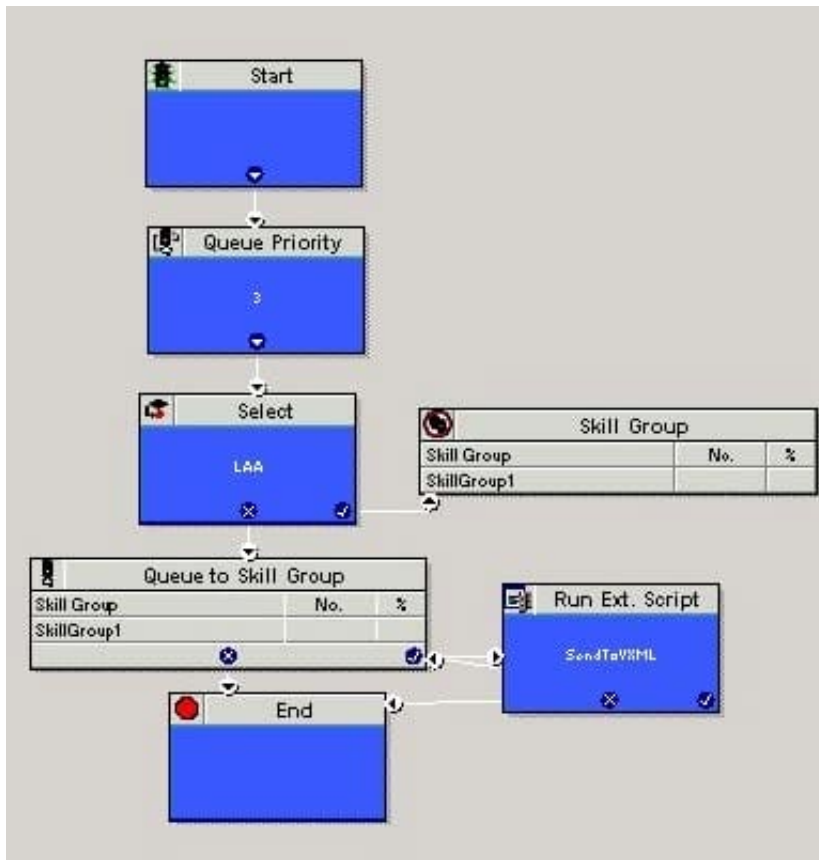 Start
Queue Priority
3
Select
LAA
Skill Group
Skill Group No. %
SkillGroup1
Queue to Skill Group
Skill Group No. %
SkillGroup1
Run Ext. Script
SendToVXML
End